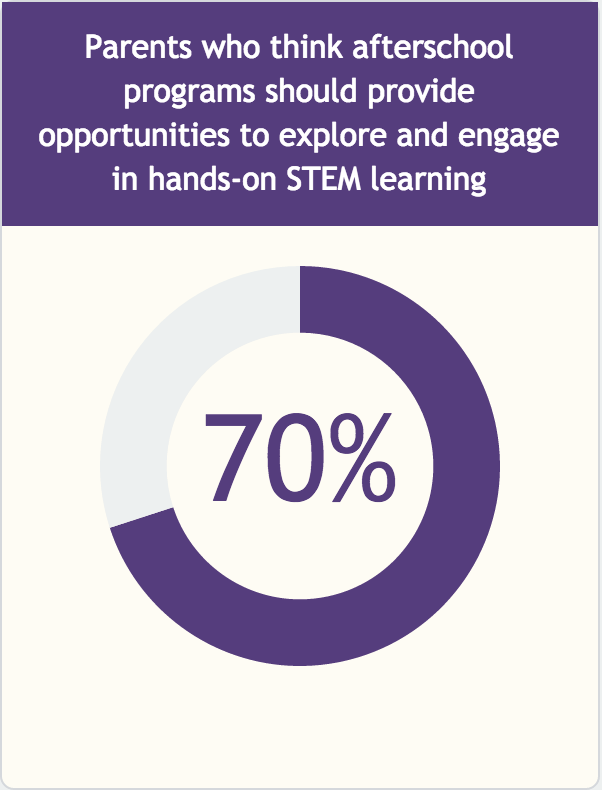 Parents who think afterschool
programs should provide
opportunities to explore and engage
in hands-on STEM learning
70%